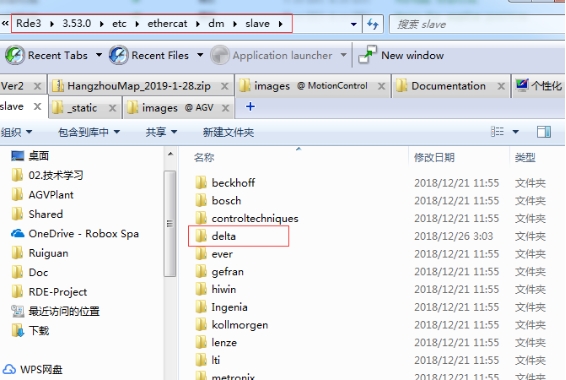 « Rde3 ▸ 3.53.0 ▸ etc ▸ ethercat ▸ dm ▸ slave ▸ 搜索 slave
Recent Tabs Recent Files Application launcher New window
Ver2 HangzhouMap_2019-1-28.zip images @ MotionControl Documentation 个性化
slave _static images @ AGV
组织 包含到库中 共享 新建文件夹
名称 修改日期 类型
桌面
02.技术学习
AGVPlant
Shared
OneDrive - Robox Spa
Ruiguan
Doc
RDE-Project
最近访问的位置
下载
WPS网盘
beckhoff 2018/12/21 11:55 文件夹
bosch 2018/12/21 11:55 文件夹
controltechniques 2018/12/21 11:55 文件夹
delta 2018/12/26 3:03 文件夹
ever 2018/12/21 11:55 文件夹
gefran 2018/12/21 11:55 文件夹
hiwin 2018/12/21 11:55 文件夹
Ingenia 2018/12/21 11:55 文件夹
kollmorgen 2018/12/21 11:55 文件夹
lenze 2018/12/21 11:55 文件夹
lti 2018/12/21 11:55 文件夹
metronix 2018/12/21 11:55 文件夹